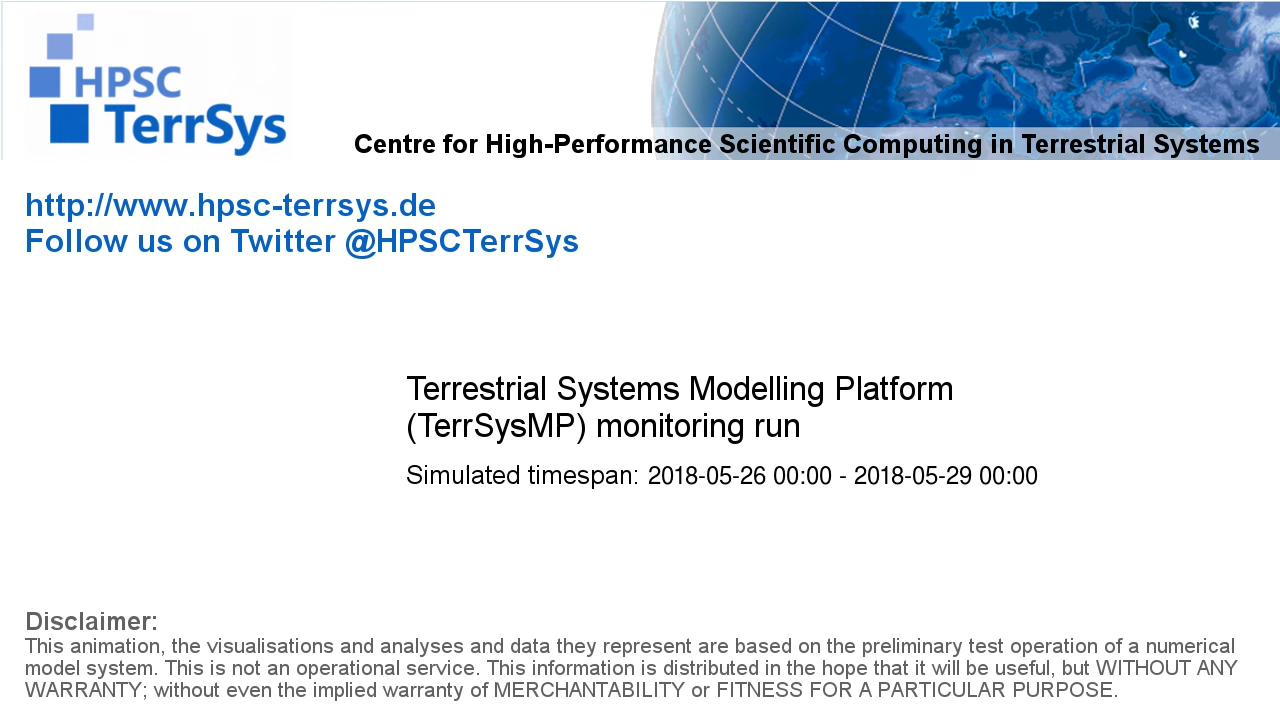 HPSC
TerrSys
Centre for High-Performance Scientific Computing in Terrestrial Systems
http://www.hpsc-terrsys.de
Follow us on Twitter @HPSCTerrSys
Terrestrial Systems Modelling Platform
(TerrSysMP) monitoring run
Simulated timespan: 2018-05-26 00:00 - 2018-05-29 00:00
Disclaimer:
This animation, the visualisations and analyses and data they represent are based on the preliminary test operation of a numerical
model system. This is not an operational service. This information is distributed in the hope that it will be useful, but WITHOUT ANY
WARRANTY; without even the implied warranty of MERCHANTABILITY or FITNESS FOR A PARTICULAR PURPOSE.